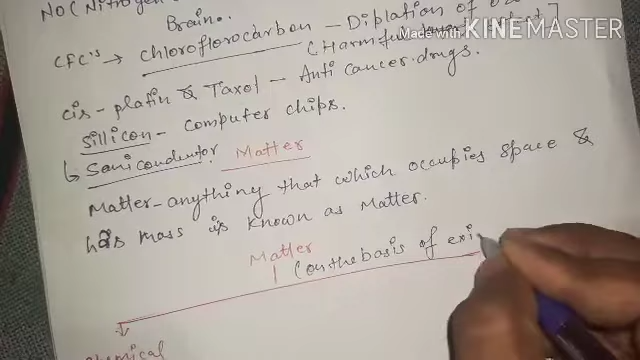 NO (Nitrogen
Made with KINEMASTER
Brain.
CFC's → Chloroflorocarbon - Diplation of
(Harmful
cis-platin & Taxol - Anti Cancer drugs.
Sillicon - Computer chips.
↳ Semicondentor. Matter
Matter - anything that which occupies space &
has mass is known as Matter.
Matter
(on the basis of exi
Chemical